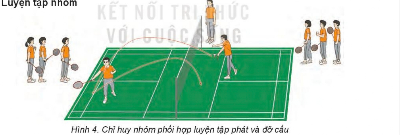 Luyện tập nhóm
KẾT NỐI TRI THỨC
VỚI CUỘC SỐNG
Hình 4. Chỉ huy nhóm phối hợp luyện tập phát và đỡ cầu